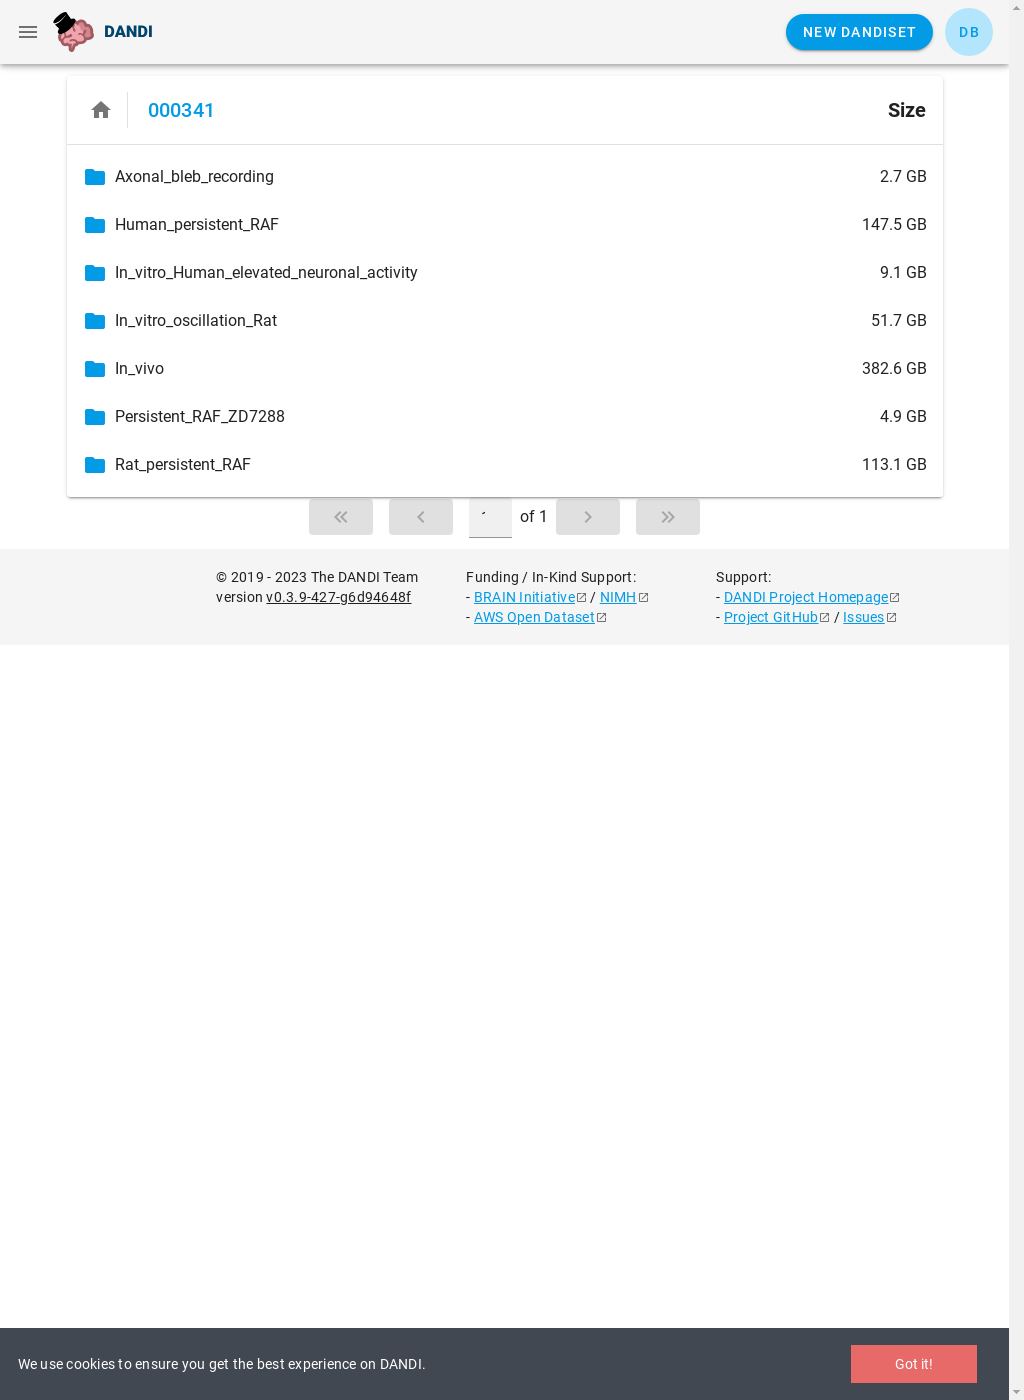 DANDI
NEW DANDISET
DB
000341
Size
Axonal_bleb_recording 2.7 GB
Human_persistent_RAF 147.5 GB
In_vitro_Human_elevated_neuronal_activity 9.1 GB
In_vitro_oscillation_Rat 51.7 GB
In_vivo 382.6 GB
Persistent_RAF_ZD7288 4.9 GB
Rat_persistent_RAF 113.1 GB
of 1
© 2019 - 2023 The DANDI Team
version v0.3.9-427-g6d94648f
Funding / In-Kind Support:
- BRAIN Initiative / NIMH
- AWS Open Dataset
Support:
- DANDI Project Homepage
- Project GitHub / Issues
We use cookies to ensure you get the best experience on DANDI.
Got it!